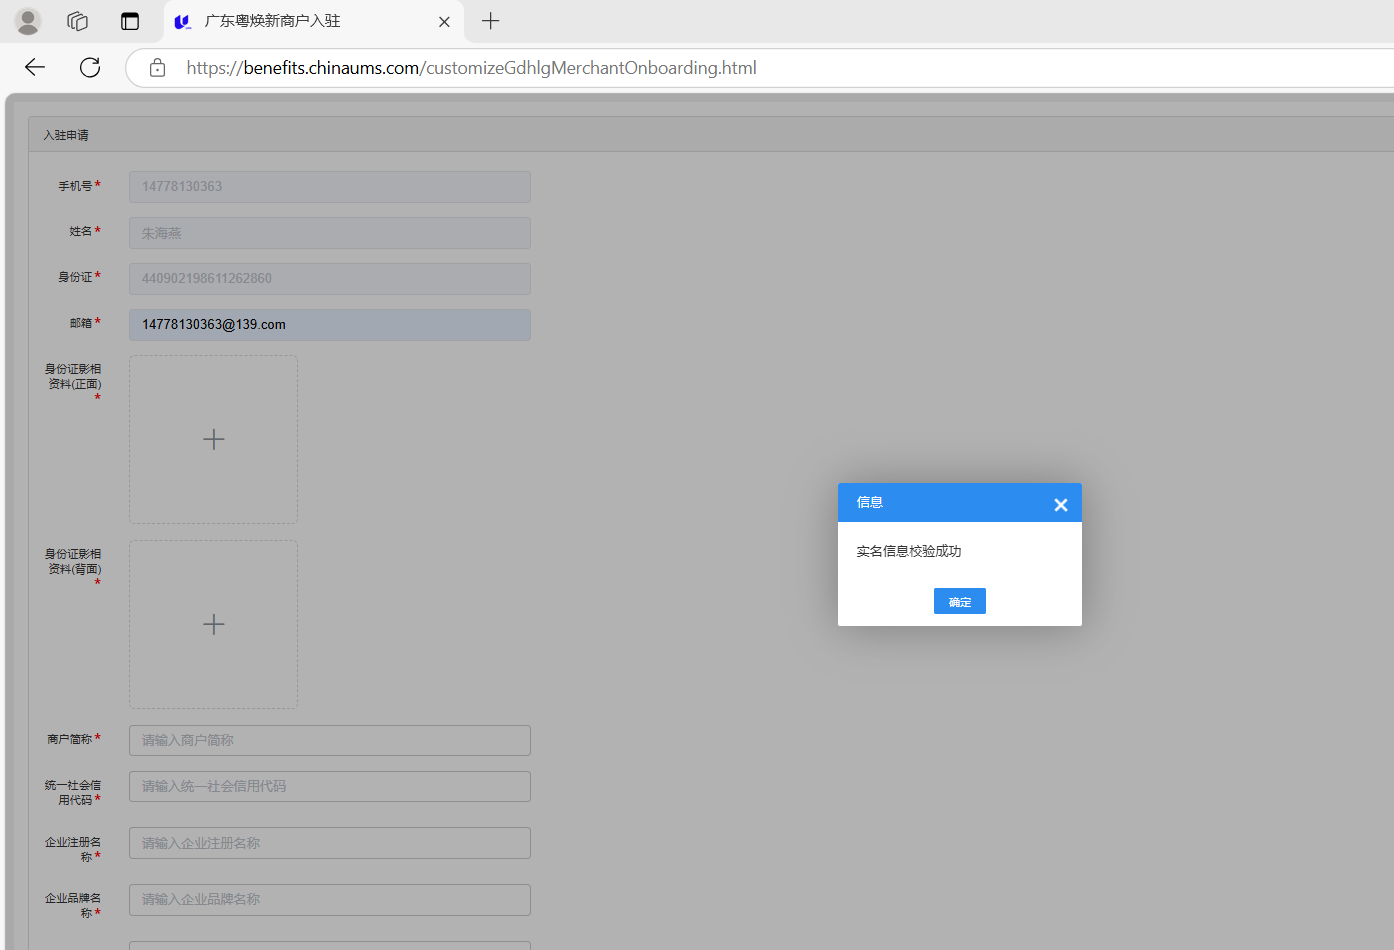 广东粤焕新商户入驻
https://benefits.chinaums.com/customizeGdhlgMerchantOnboarding.html
入驻申请
手机号*
14778130363
姓名*
朱海燕
身份证*
440902198611262860
邮箱*
14778130363@139.com
身份证影相
资料(正面)
*
身份证影相
资料(背面)
*
信息
实名信息校验成功
确定
商户简称*
请输入商户简称
统一社会信
用代码*
请输入统一社会信用代码
企业注册名
称*
请输入企业注册名称
企业品牌名
称*
请输入企业品牌名称